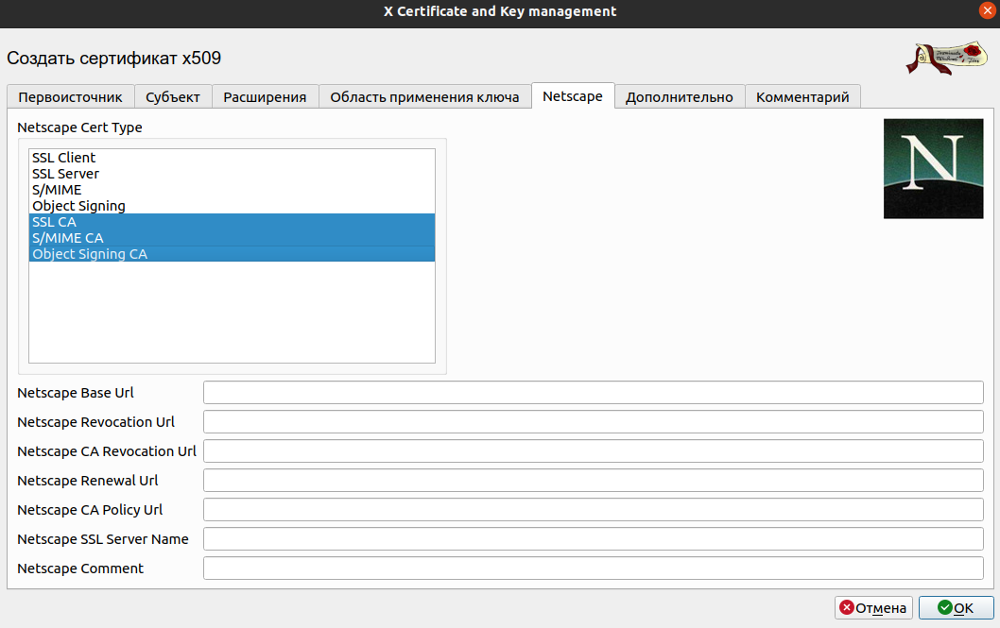 X Certificate and Key management
Создать сертификат x509
Первоисточник Субъект Расширения Область применения ключа Netscape Дополнительно Комментарий
Netscape Cert Type
SSL Client
SSL Server
S/MIME
Object Signing
SSL CA
S/MIME CA
Object Signing CA
N
Netscape Base Url
Netscape Revocation Url
Netscape CA Revocation Url
Netscape Renewal Url
Netscape CA Policy Url
Netscape SSL Server Name
Netscape Comment
Отмена OK